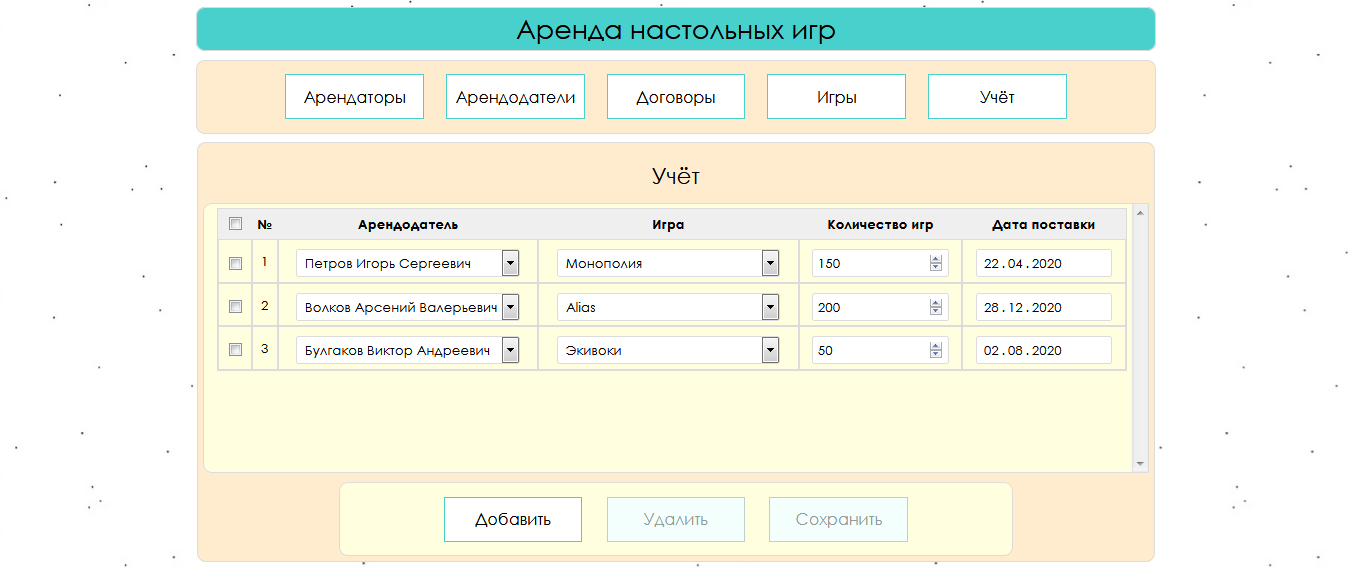 Аренда настольных игр
Арендаторы Арендодатели Договоры Игры Учёт
Учёт
№ Арендодатель Игра Количество игр Дата поставки
1 Петров Игорь Сергеевич Монополия 150 22.04.2020
2 Волков Арсений Валерьевич Alias 200 28.12.2020
3 Булгаков Виктор Андреевич Экивоки 50 02.08.2020
Добавить Удалить Сохранить